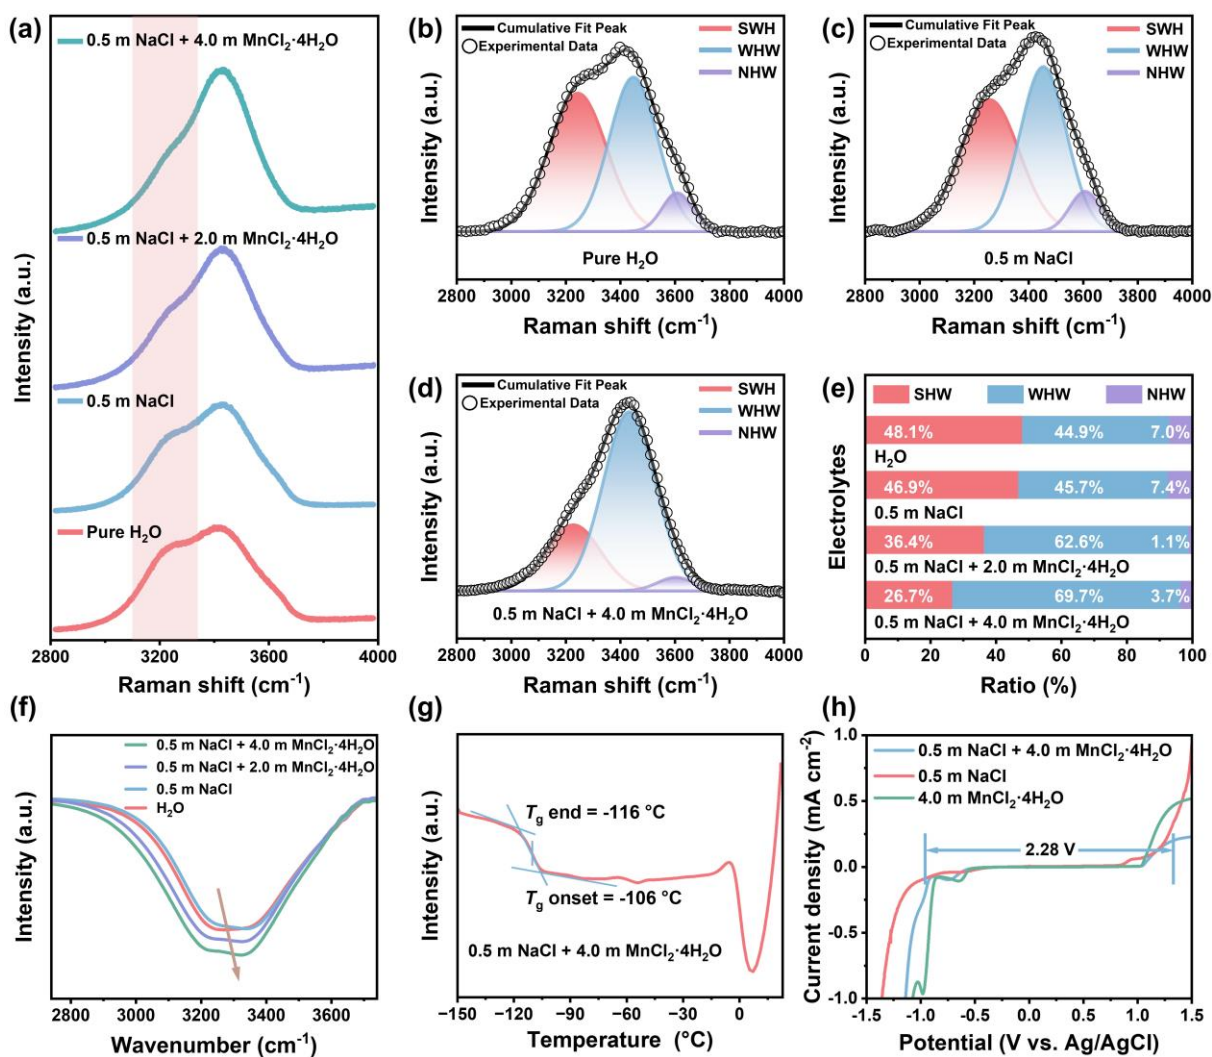 (a)
0.5 m NaCl + 4.0 m MnCl₂·4H₂O
0.5 m NaCl + 2.0 m MnCl₂·4H₂O
0.5 m NaCl
Pure H₂O
Intensity (a.u.)
2800 3200 3600 4000
Raman shift (cm⁻¹)
(b)
Cumulative Fit Peak
Experimental Data
SWH
WHW
NHW
Pure H₂O
Intensity (a.u.)
2800 3000 3200 3400 3600 3800 4000
Raman shift (cm⁻¹)
(c)
Cumulative Fit Peak
Experimental Data
SWH
WHW
NHW
0.5 m NaCl
Intensity (a.u.)
2800 3000 3200 3400 3600 3800 4000
Raman shift (cm⁻¹)
(d)
Cumulative Fit Peak
Experimental Data
SWH
WHW
NHW
0.5 m NaCl + 4.0 m MnCl₂·4H₂O
Intensity (a.u.)
2800 3000 3200 3400 3600 3800 4000
Raman shift (cm⁻¹)
(e)
SHW WHW NHW
48.1% 44.9% 7.0%
H₂O
46.9% 45.7% 7.4%
0.5 m NaCl
36.4% 62.6% 1.1%
0.5 m NaCl + 2.0 m MnCl₂·4H₂O
26.7% 69.7% 3.7%
0.5 m NaCl + 4.0 m MnCl₂·4H₂O
Electrolytes
0 20 40 60 80 100
Ratio (%)
(f)
0.5 m NaCl + 4.0 m MnCl₂·4H₂O
0.5 m NaCl + 2.0 m MnCl₂·4H₂O
0.5 m NaCl
H₂O
Intensity (a.u.)
2800 3000 3200 3400 3600
Wavenumber (cm⁻¹)
(g)
Tg end = -116 °C
Tg onset = -106 °C
0.5 m NaCl + 4.0 m MnCl₂·4H₂O
Intensity (a.u.)
−150 −120 −90 −60 −30 0
Temperature (°C)
(h)
0.5 m NaCl + 4.0 m MnCl₂·4H₂O
0.5 m NaCl
4.0 m MnCl₂·4H₂O
2.28 V
Current density (mA cm⁻²)
1.0
0.5
0.0
-0.5
-1.0
-1.5 -1.0 -0.5 0.0 0.5 1.0 1.5
Potential (V vs. Ag/AgCl)